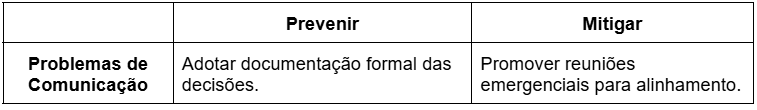 Prevenir
Mitigar
Problemas de
Comunicação
Adotar documentação formal das
decisões.
Promover reuniões
emergenciais para alinhamento.